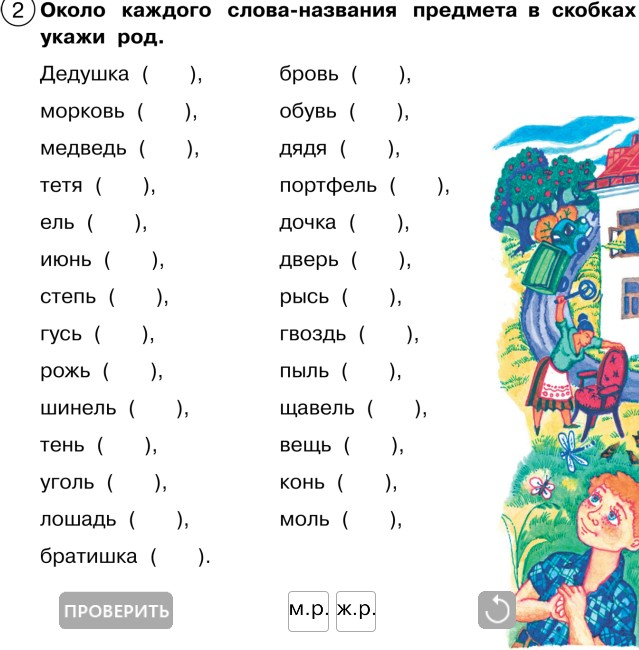 2 Около каждого слова-названия предмета в скобках
укажи род.
Дедушка ( ),
морковь ( ),
медведь ( ),
тетя ( ),
ель ( ),
июнь ( ),
степь ( ),
гусь ( ),
рожь ( ),
шинель ( ),
тень ( ),
уголь ( ),
лошадь ( ),
братишка ( ).
бровь ( ),
обувь ( ),
дядя ( ),
портфель ( ),
дочка ( ),
дверь ( ),
рысь ( ),
гвоздь ( ),
пыль ( ),
щавель ( ),
вещь ( ),
конь ( ),
моль ( ),
ПРОВЕРИТЬ
м.р. ж.р.